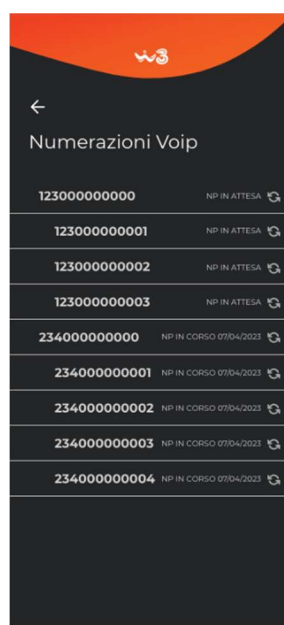 W3
Numerazioni Voip
123000000000 NP IN ATTESA
123000000001 NP IN ATTESA
123000000002 NP IN ATTESA
123000000003 NP IN ATTESA
234000000000 NP IN CORSO 07/04/2023
234000000001 NP IN CORSO 07/04/2023
234000000002 NP IN CORSO 07/04/2023
234000000003 NP IN CORSO 07/04/2023
234000000004 NP IN CORSO 07/04/2023